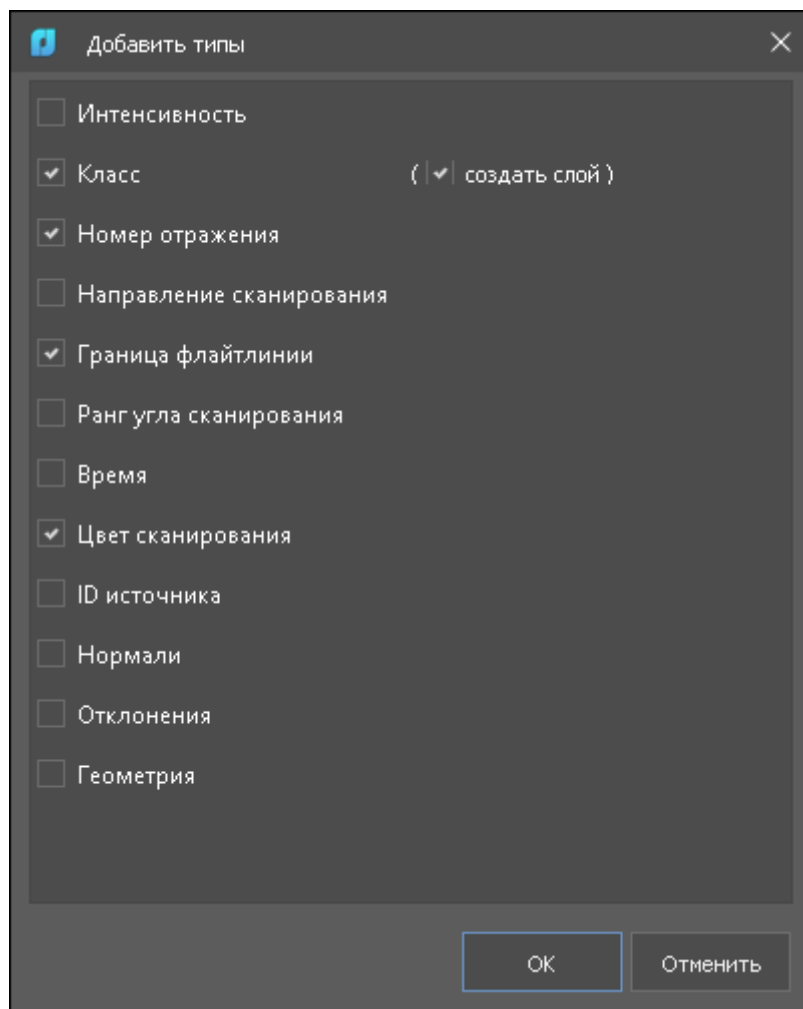 Добавить типы
Интенсивность
Класс ( создать слой )
Номер отражения
Направление сканирования
Граница флайтлинии
Ранг угла сканирования
Время
Цвет сканирования
ID источника
Нормали
Отклонения
Геометрия
ОК Отменить